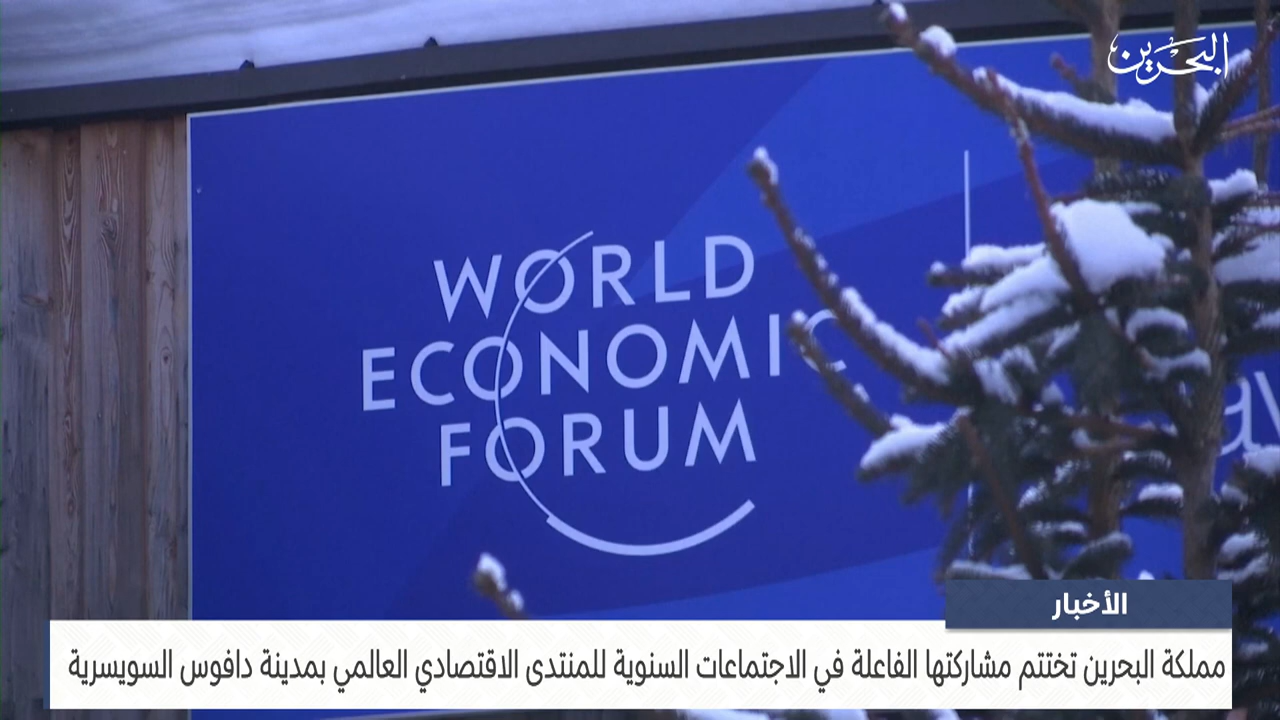 البحرين
WORLD
ECONOMIC
FORUM
الأخبار
مملكة البحرين تختتم مشاركتها الفاعلة في الاجتماعات السنوية للمنتدى الاقتصادي العالمي بمدينة دافوس السويسرية